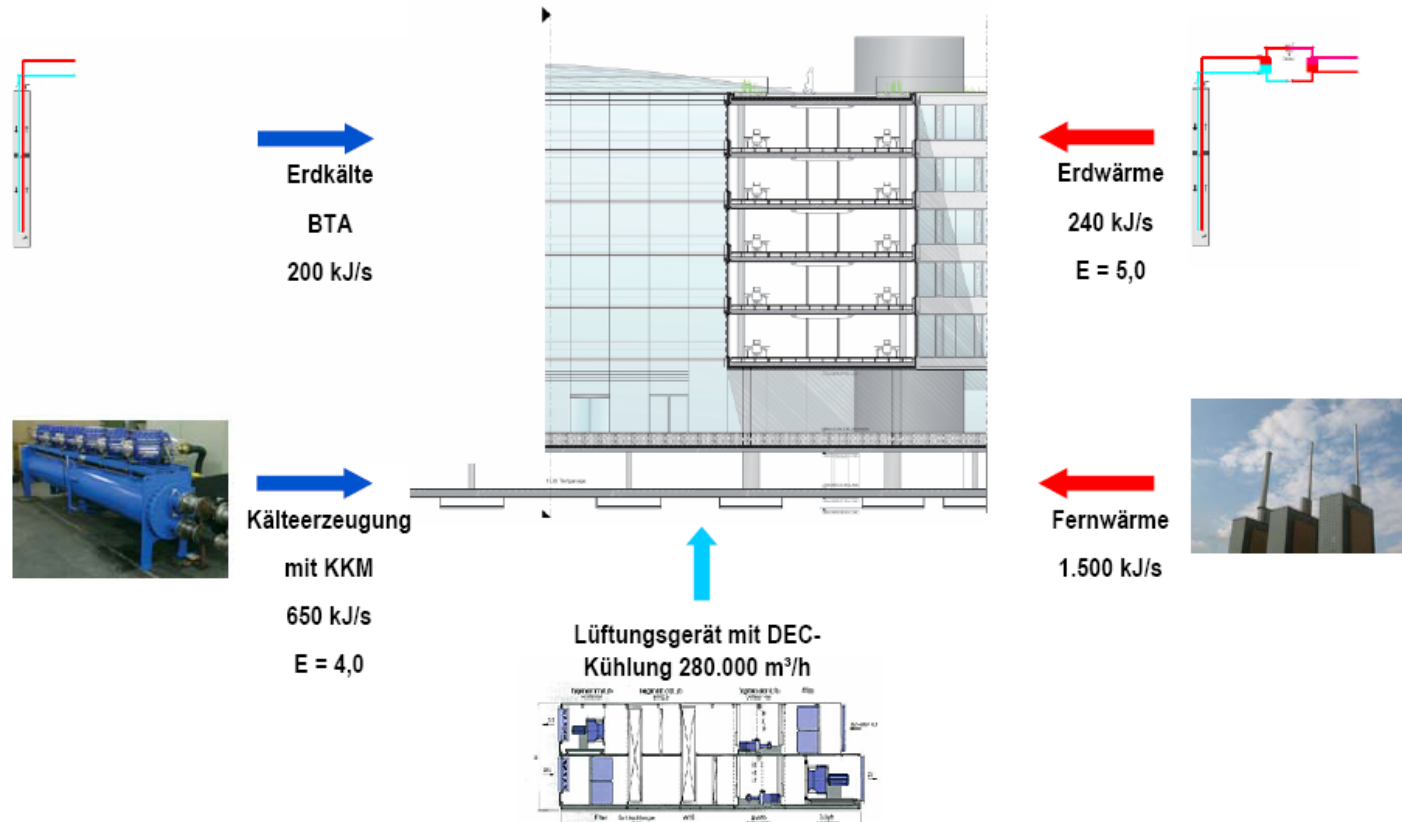 Erdkälte
BTA
200 kJ/s
Erdwärme
240 kJ/s
E = 5,0
Kälteerzeugung
mit KKM
650 kJ/s
E = 4,0
Fernwärme
1.500 kJ/s
Lüftungsgerät mit DEC-
Kühlung 280.000 m³/h